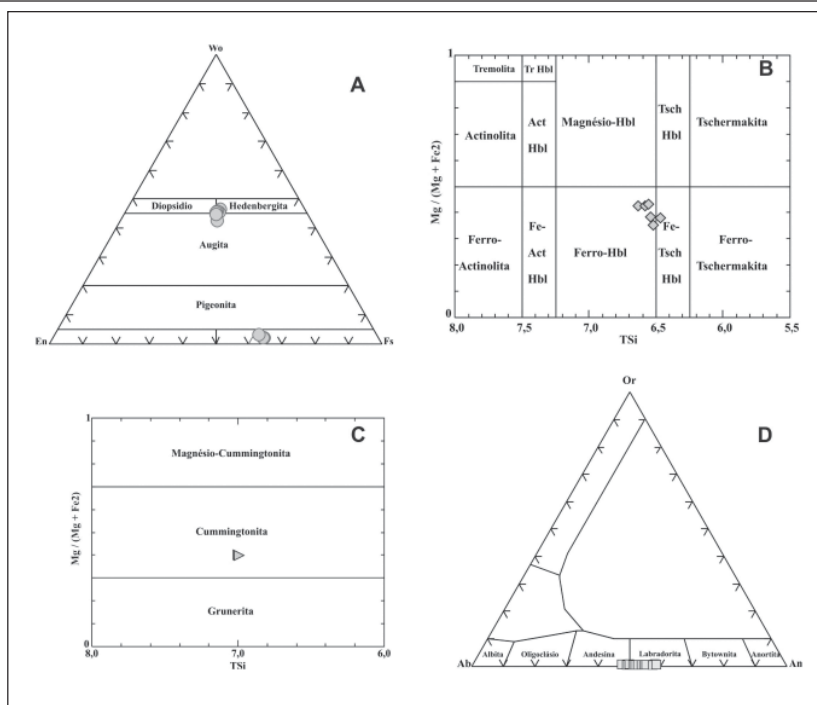 Wo
A
Diopsidio
Hedenbergita
Augita
Pigeonita
En
Fs
B
1
Tremolita
Tr Hbl
Actinolita
Act
Hbl
Magnésio-Hbl
Tsch
Hbl
Tschermakita
Mg / (Mg + Fe2)
Ferro-
Actinolita
Fe-
Act
Hbl
Ferro-Hbl
Fe-
Tsch
Hbl
Ferro-
Tschermakita
0
8,0
7,5
7,0
6,5
6,0
5,5
TSi
C
1
Magnésio-Cummingtonita
Cummingtonita
Grunerita
Mg / (Mg + Fe2)
0
8,0
7,0
6,0
TSi
Or
D
Ab
Albita
Oligoclásio
Andesina
Labradorita
Bytownita
Anortita
An